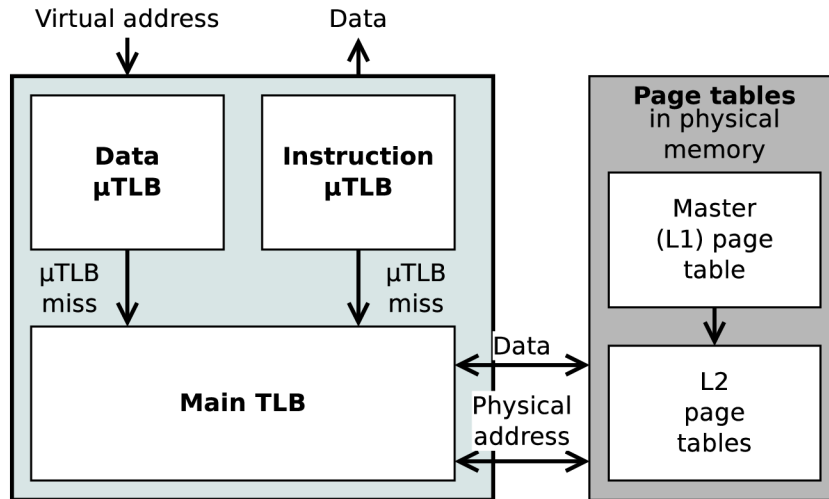 Virtual address
Data
Data
μTLB
Instruction
μTLB
μTLB
miss
μTLB
miss
Main TLB
Data
Physical
address
Page tables
in physical
memory
Master
(L1) page
table
L2
page
tables